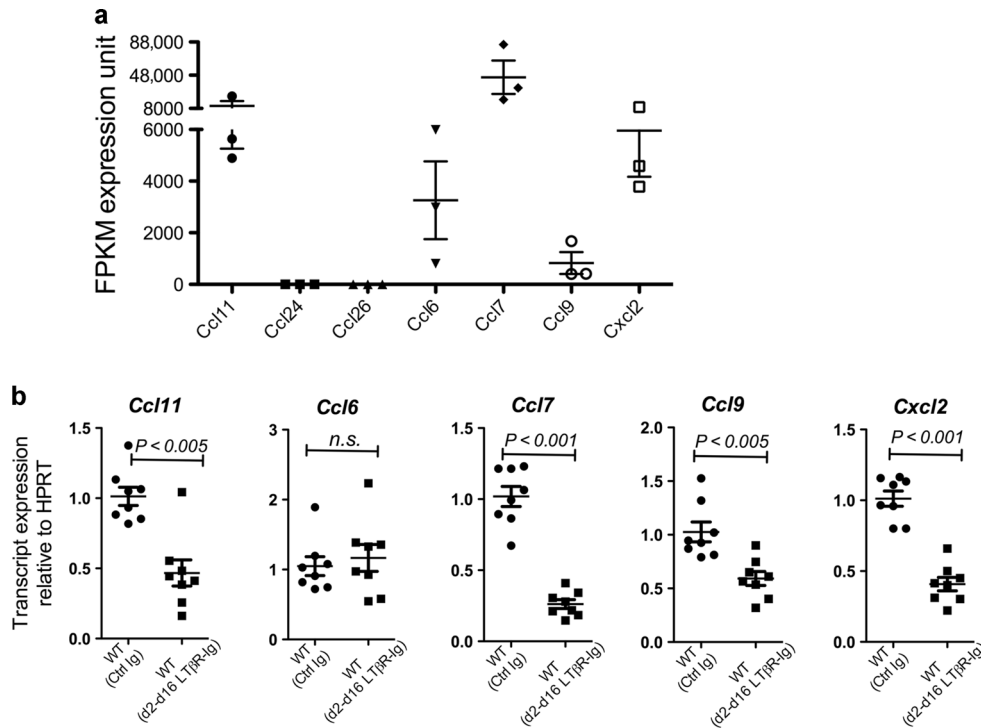 a
FPKM expression unit
88,000
48,000
8000
6000
4000
2000
0
Ccl11
Ccl24
Ccl26
Ccl6
Ccl7
Ccl9
Cxcl2
b
Transcript expression
relative to HPRT
Ccl11
P < 0.005
1.5
1.0
0.5
0.0
WT
(Ctrl Ig)
WT
(d2-d16 LTβR-Ig)
Ccl6
n.s.
3
2
1
0
WT
(Ctrl Ig)
WT
(d2-d16 LTβR-Ig)
Ccl7
P < 0.001
1.5
1.0
0.5
0.0
WT
(Ctrl Ig)
WT
(d2-d16 LTβR-Ig)
Ccl9
P < 0.005
2.0
1.5
1.0
0.5
0.0
WT
(Ctrl Ig)
WT
(d2-d16 LTβR-Ig)
Cxcl2
P < 0.001
1.5
1.0
0.5
0.0
WT
(Ctrl Ig)
WT
(d2-d16 LTβR-Ig)